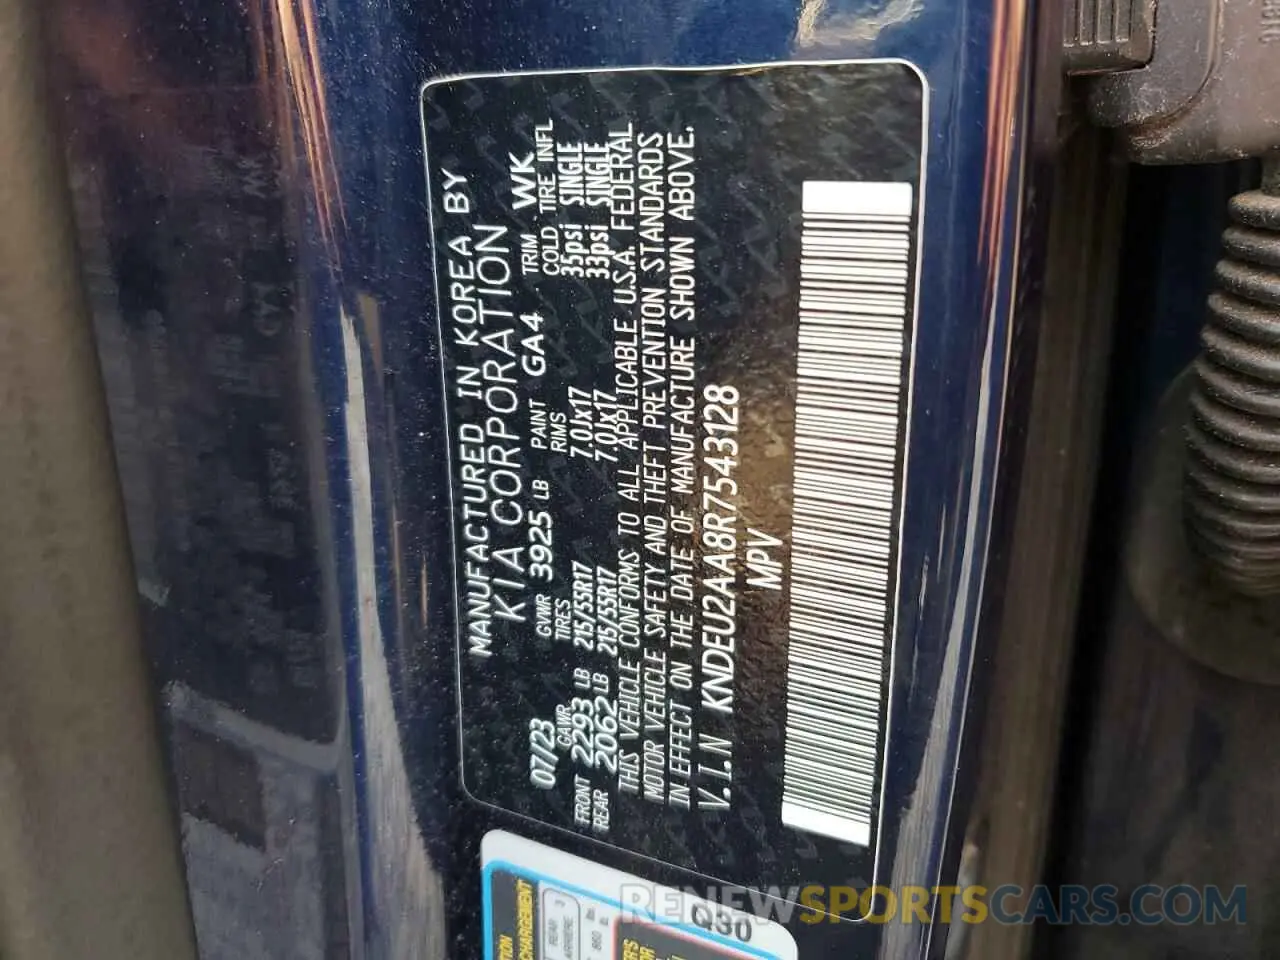 MANUFACTURED IN KOREA BY
KIA CORPORATION
07/23 GVWR 3925 LB PAINT GA4 TRIM WK
GAWR TIRES RIMS COLD TIRE INFL
FRONT 2293 LB 215/55R17 7.0Jx17 35psi SINGLE
REAR 2062 LB 215/55R17 7.0Jx17 33psi SINGLE
THIS VEHICLE CONFORMS TO ALL APPLICABLE U.S.A. FEDERAL
MOTOR VEHICLE SAFETY AND THEFT PREVENTION STANDARDS
IN EFFECT ON THE DATE OF MANUFACTURE SHOWN ABOVE.
V.I.N KNDEU2AA8R7543128
MPV
REAR
ARRIERE
Q30
RENEWSPORTSCARS.COM